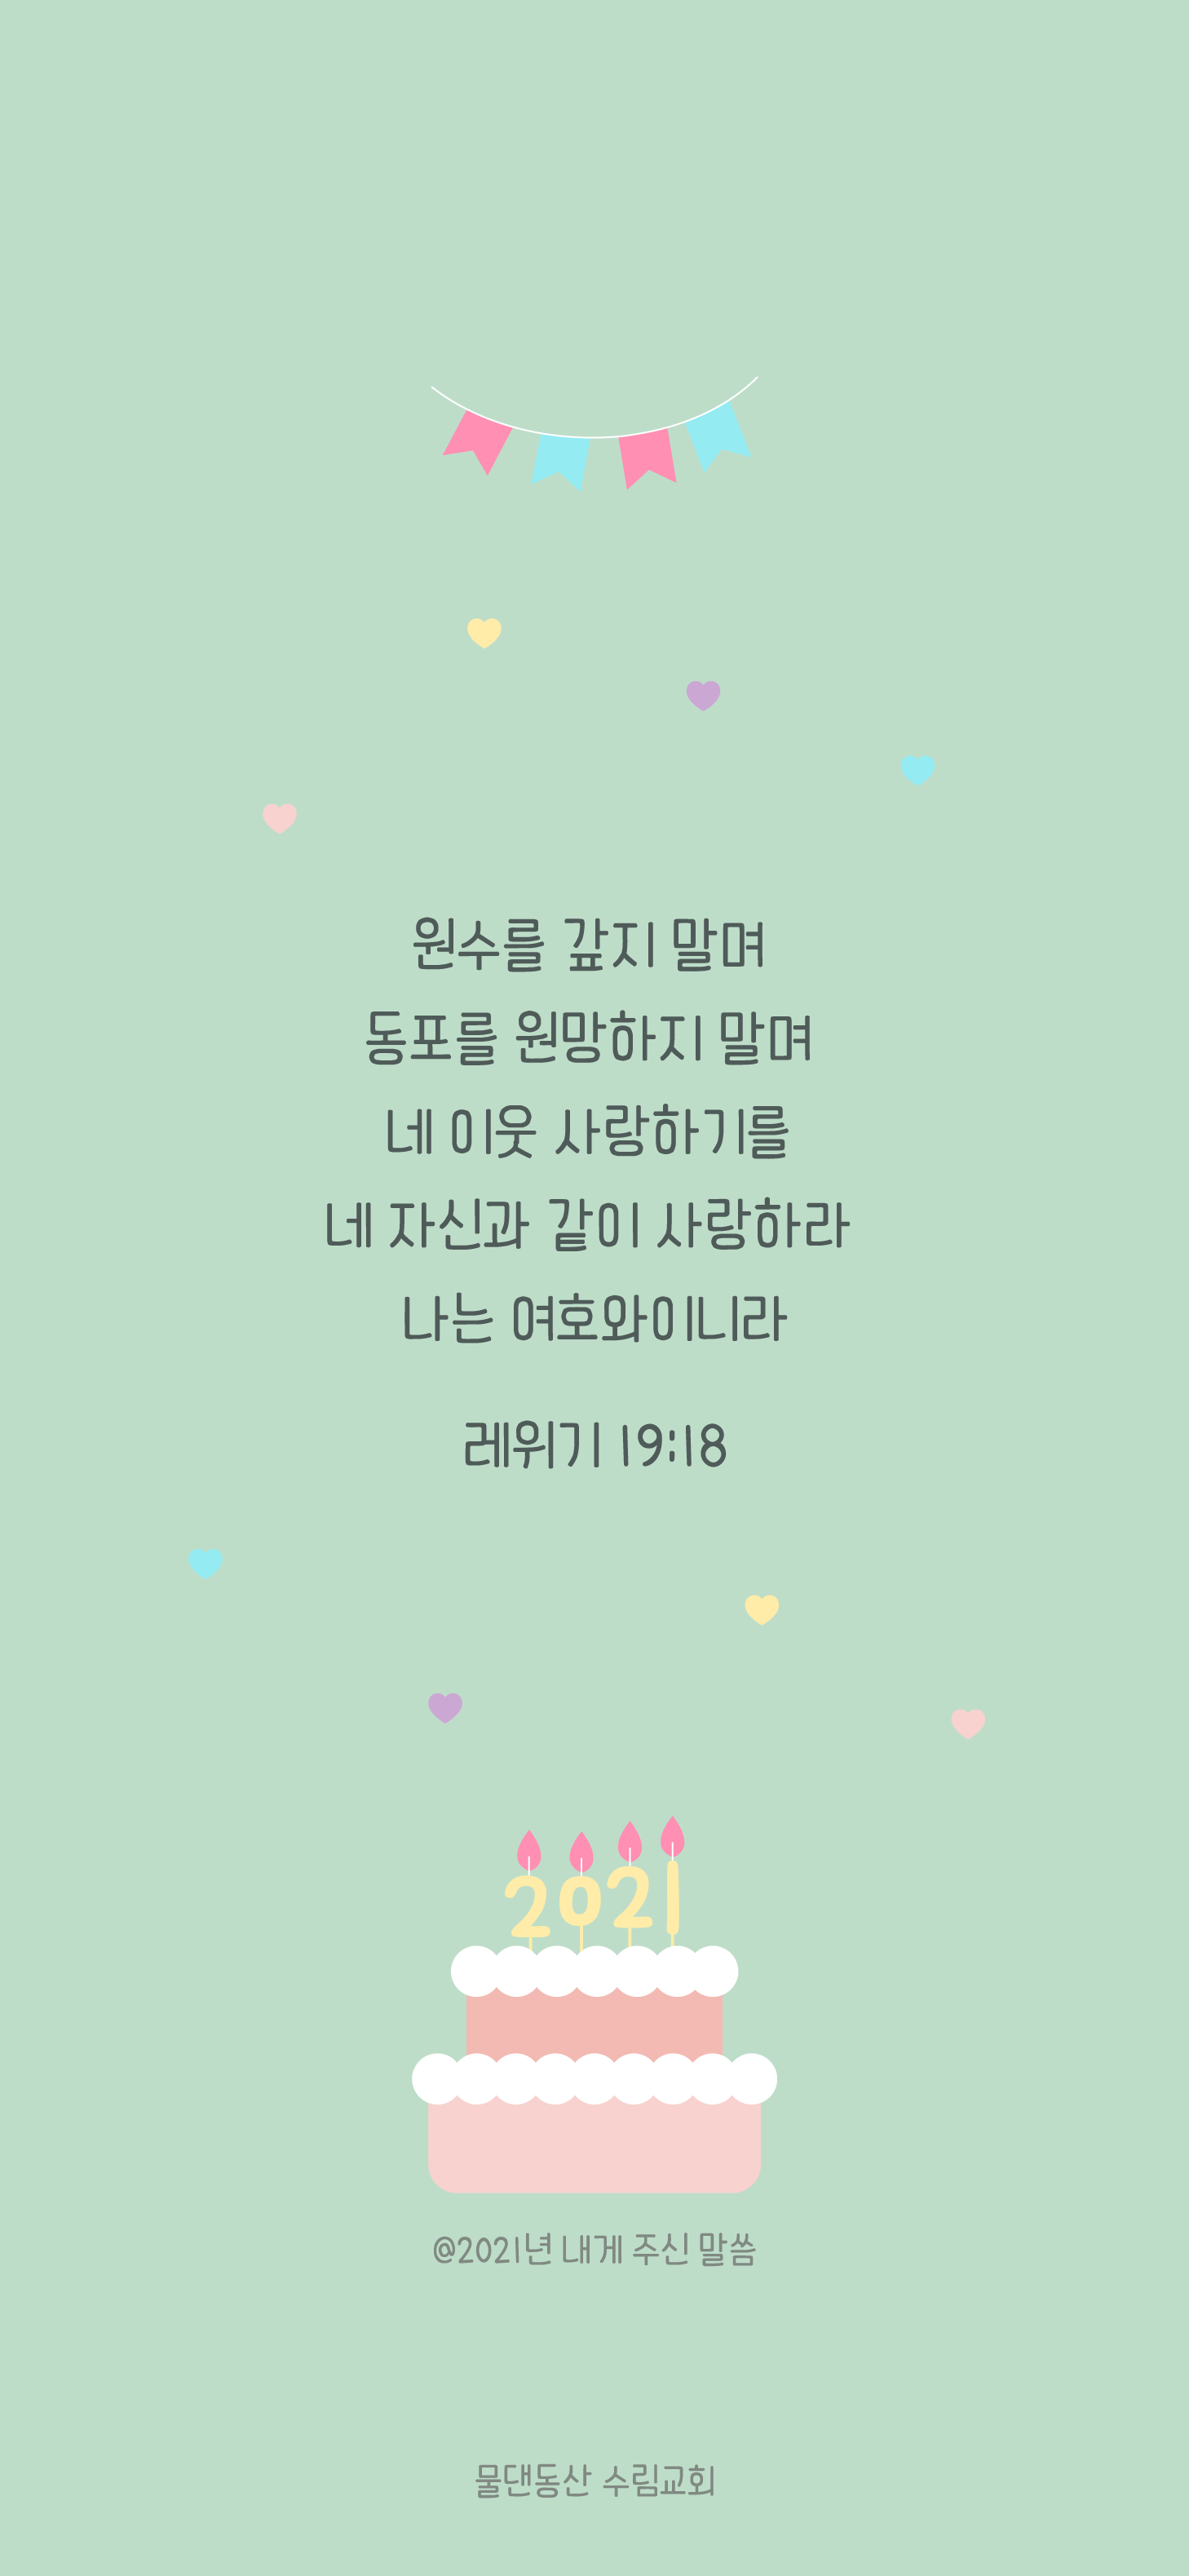 원수를 갚지 말며
동포를 원망하지 말며
네 이웃 사랑하기를
네 자신과 같이 사랑하라
나는 여호와이니라
레위기 19:18
2021
@2021년 내게 주신 말씀
물댄동산 수림교회